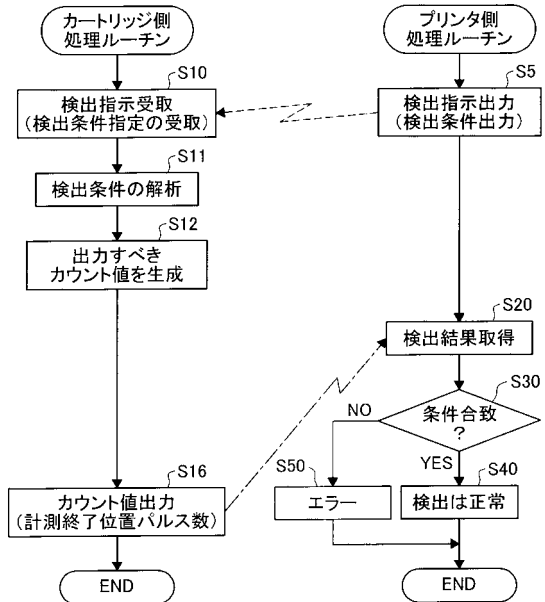 カートリッジ側
処理ルーチン
S10
検出指示受取
(検出条件指定の受取)
S11
検出条件の解析
S12
出力すべき
カウント値を生成
S16
カウント値出力
(計測終了位置パルス数)
END
プリンタ側
処理ルーチン
S5
検出指示出力
(検出条件出力)
S20
検出結果取得
S30
条件合致
?
NO
YES
S50
エラー
S40
検出は正常
END